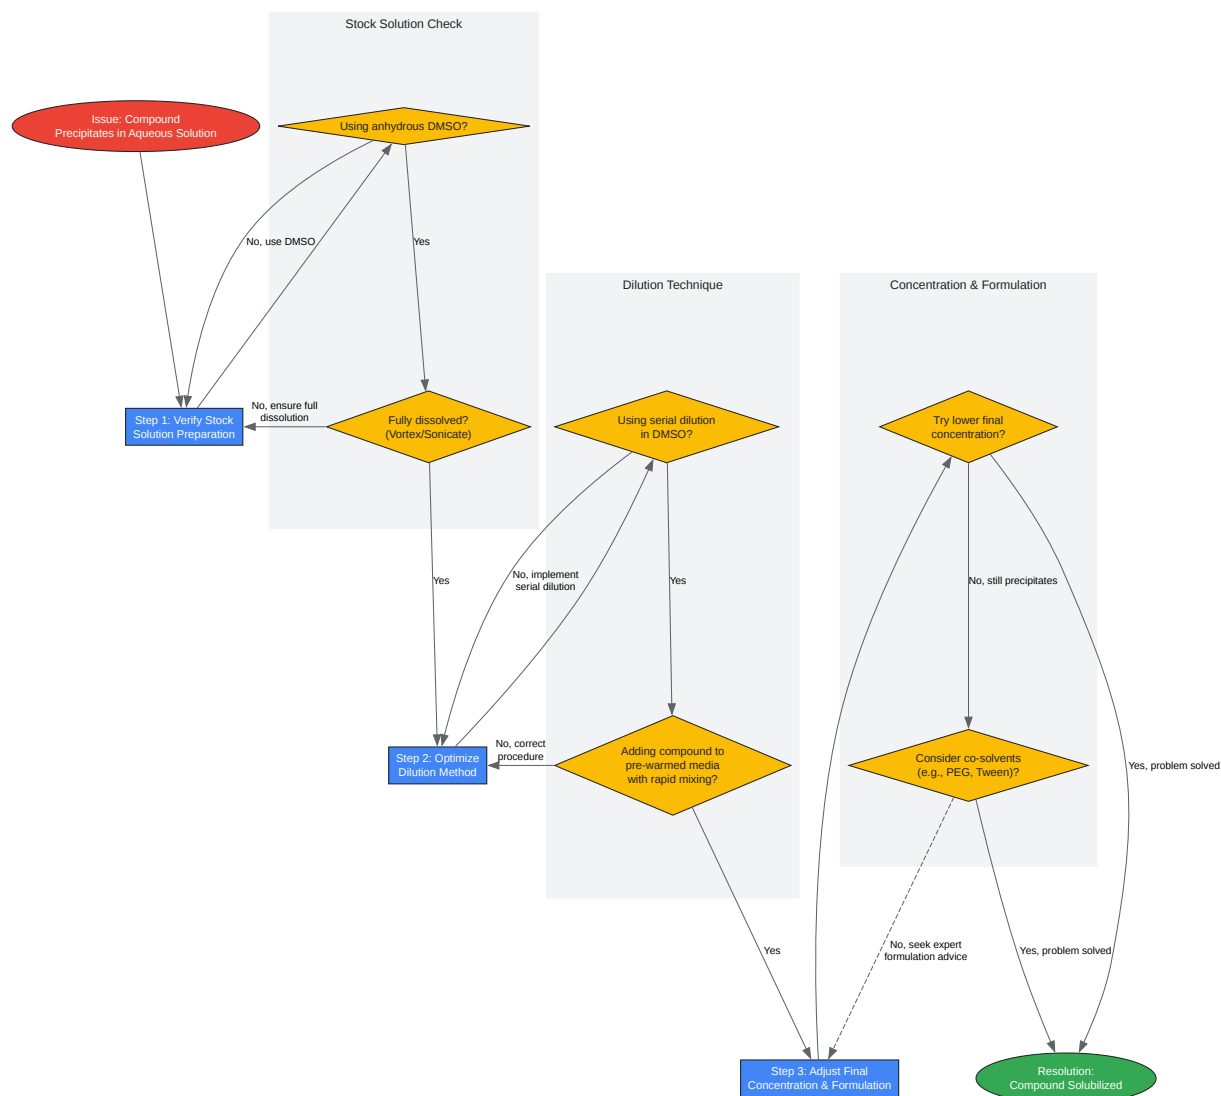 Stock Solution Check
Issue: Compound
Precipitates in Aqueous Solution
Using anhydrous DMSO?
No, use DMSO
Yes
Dilution Technique
Concentration & Formulation
Step 1: Verify Stock
Solution Preparation
No, ensure full
dissolution
Fully dissolved?
(Vortex/Sonicate)
Using serial dilution
in DMSO?
Try lower final
concentration?
Yes
No, implement
serial dilution
Yes
No, still precipitates
Step 2: Optimize
Dilution Method
No, correct
procedure
Adding compound to
pre-warmed media
with rapid mixing?
Consider co-solvents
(e.g., PEG, Tween)?
Yes, problem solved
Yes
No, seek expert
formulation advice
Yes, problem solved
Step 3: Adjust Final
Concentration & Formulation
Resolution:
Compound Solubilized